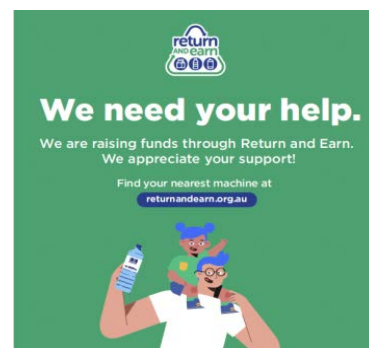 return
AND earn
We need your help.
We are raising funds through Return and Earn.
We appreciate your support!
Find your nearest machine at
returnandearn.org.au